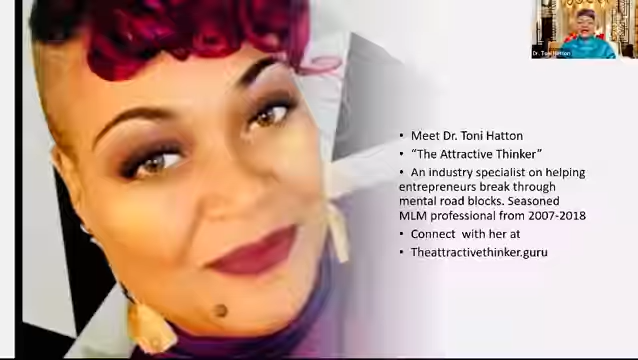 Dr. Toni Hatton
• Meet Dr. Toni Hatton
• “The Attractive Thinker”
• An industry specialist on helping
entrepreneurs break through
mental road blocks. Seasoned
MLM professional from 2007-2018
• Connect with her at
• Theattractivethinker.guru